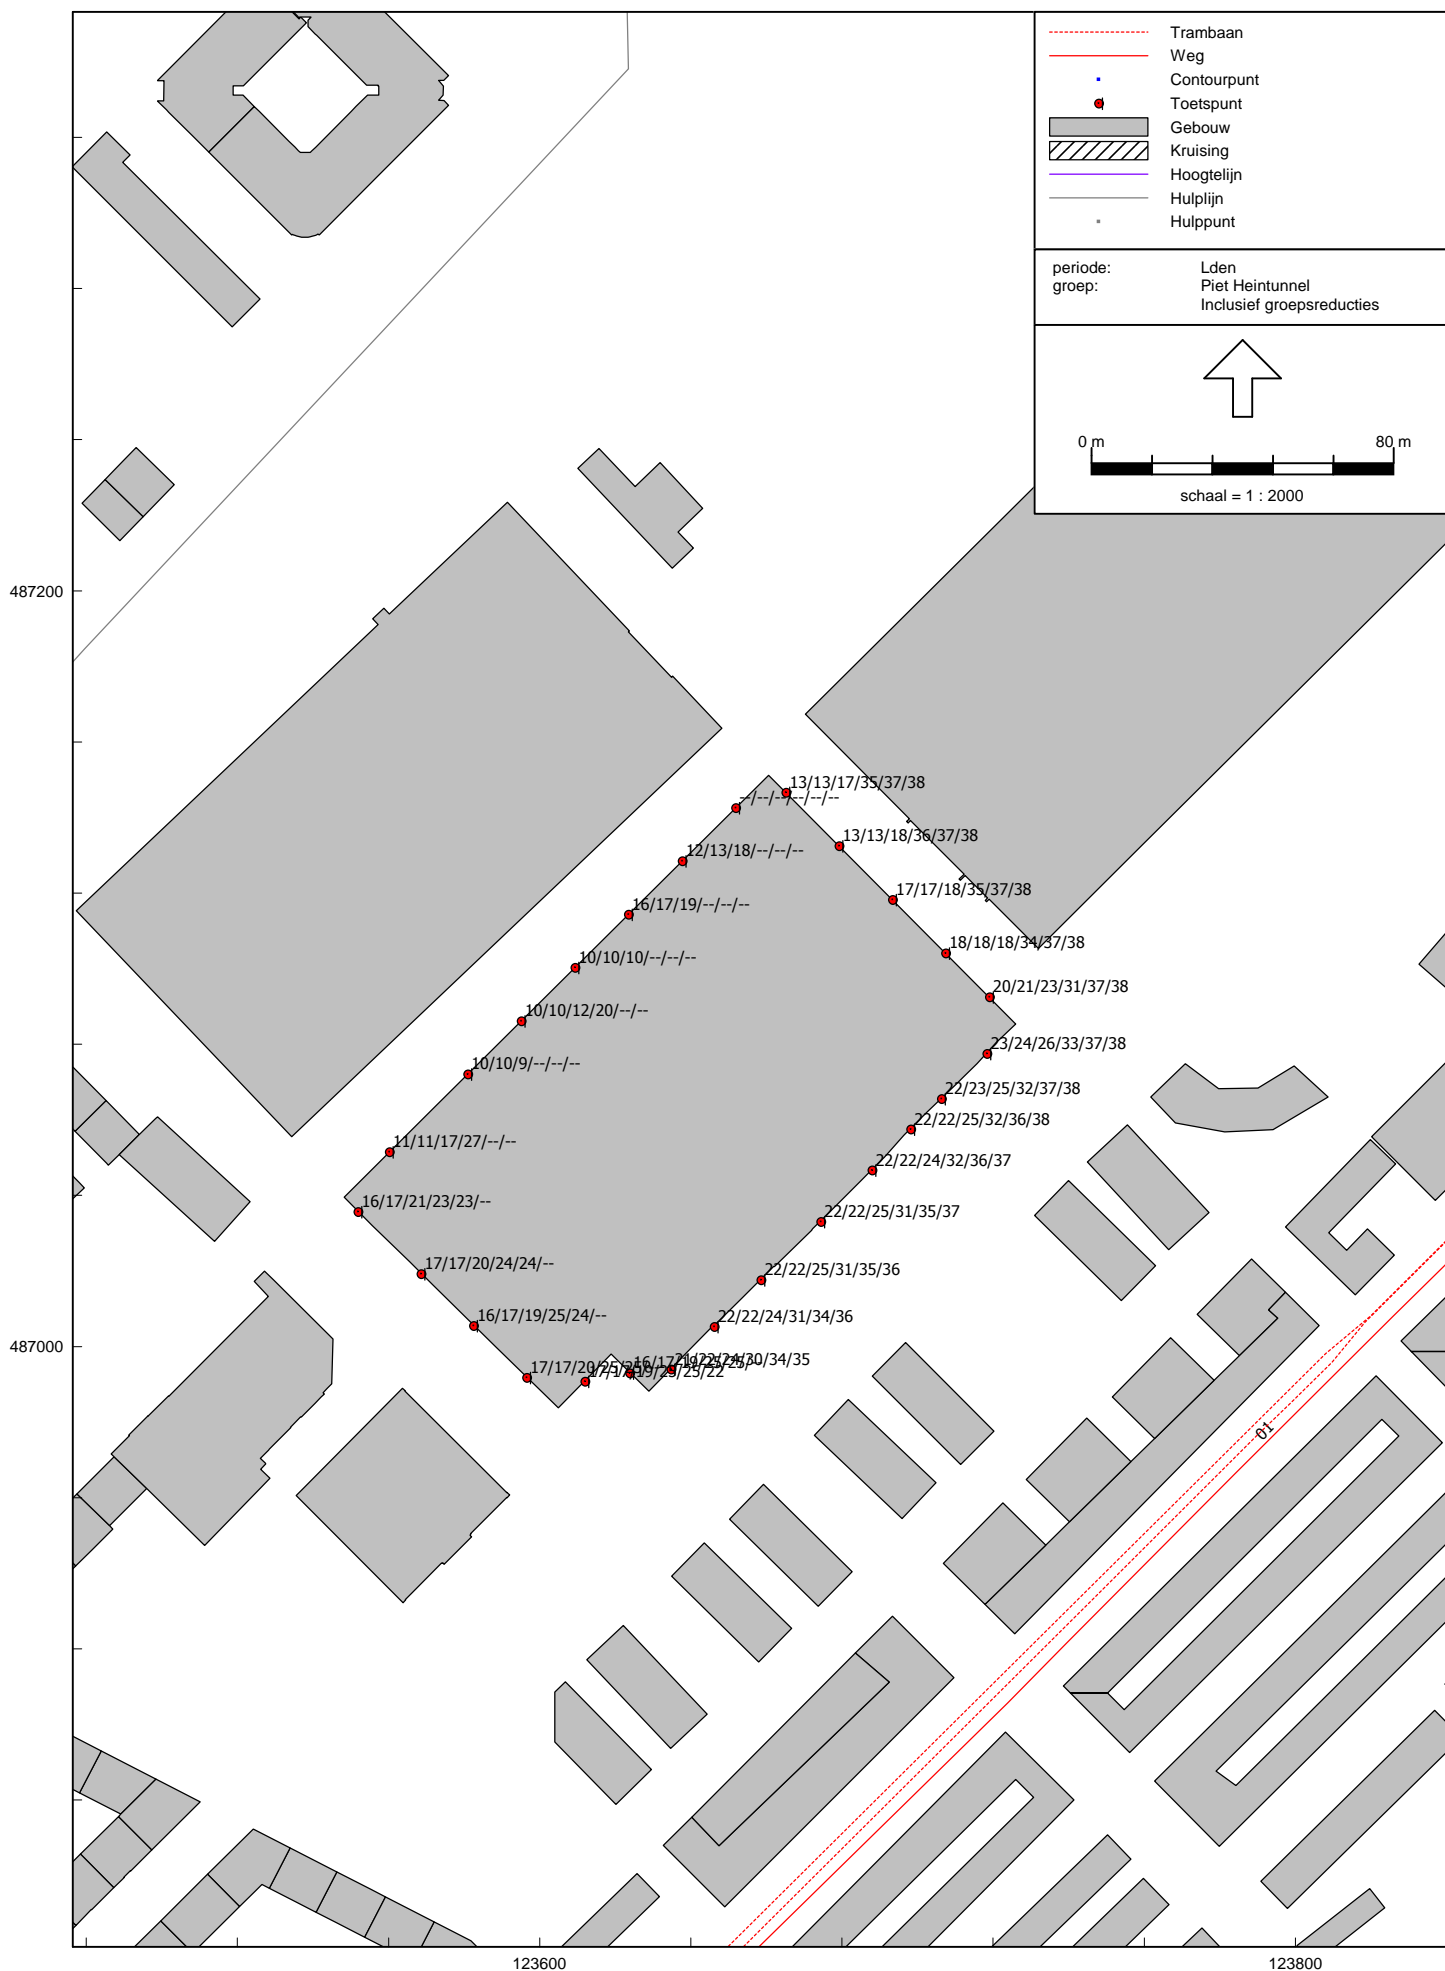 Trambaan
Weg
Contourpunt
Toetspunt
Gebouw
Kruising
Hoogtelijn
Hulplijn
Hulppunt
periode: Lden
groep: Piet Heintunnel
Inclusief groepsreducties
0 m 80 m
schaal = 1 : 2000
487200
13/13/17/35/37/38
--/--/--/--/--/--
13/13/18/36/37/38
12/13/18/--/--/--
17/17/18/35/37/38
16/17/19/--/--/--
18/18/18/34/37/38
10/10/10/--/--/--
20/21/23/31/37/38
10/10/12/20/--/--
23/24/26/33/37/38
10/10/9/--/--/--
22/23/25/32/37/38
22/22/25/32/36/38
11/11/17/27/--/--
22/22/24/32/36/37
16/17/21/23/23/--
22/22/25/31/35/37
17/17/20/24/24/--
22/22/25/31/35/36
16/17/19/25/24/--
22/22/24/31/34/36
487000
01
123600
123800